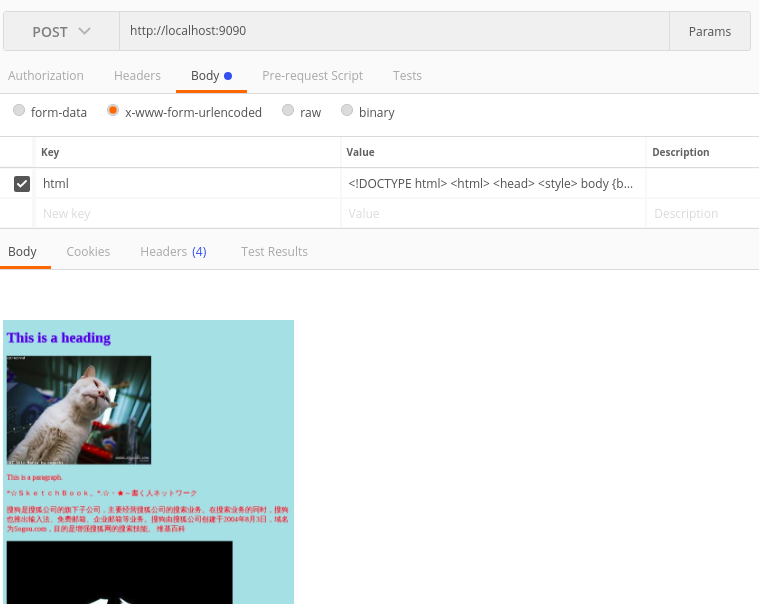 POST
http://localhost:9090
Params
Authorization
Headers
Body
Pre-request Script
Tests
form-data
x-www-form-urlencoded
raw
binary
Key
Value
Description
html
<!DOCTYPE html> <html> <head> <style> body {b...
New key
Value
Description
Body
Cookies
Headers (4)
Test Results
This is a heading
This is a paragraph.
*☆ＳｋｅｔｃｈＢｏｏｋ。*.☆・★～書く人ネットワーク
搜狗是搜狐公司的旗下子公司，主要经营搜狐公司的搜索业务。在搜索业务的同时，搜狗
也推出输入法、免费邮箱、企业邮箱等业务。搜狗由搜狐公司创建于2004年8月3日，域名
为Sogou.com，目的是增强搜狐网的搜索技能。 维基百科